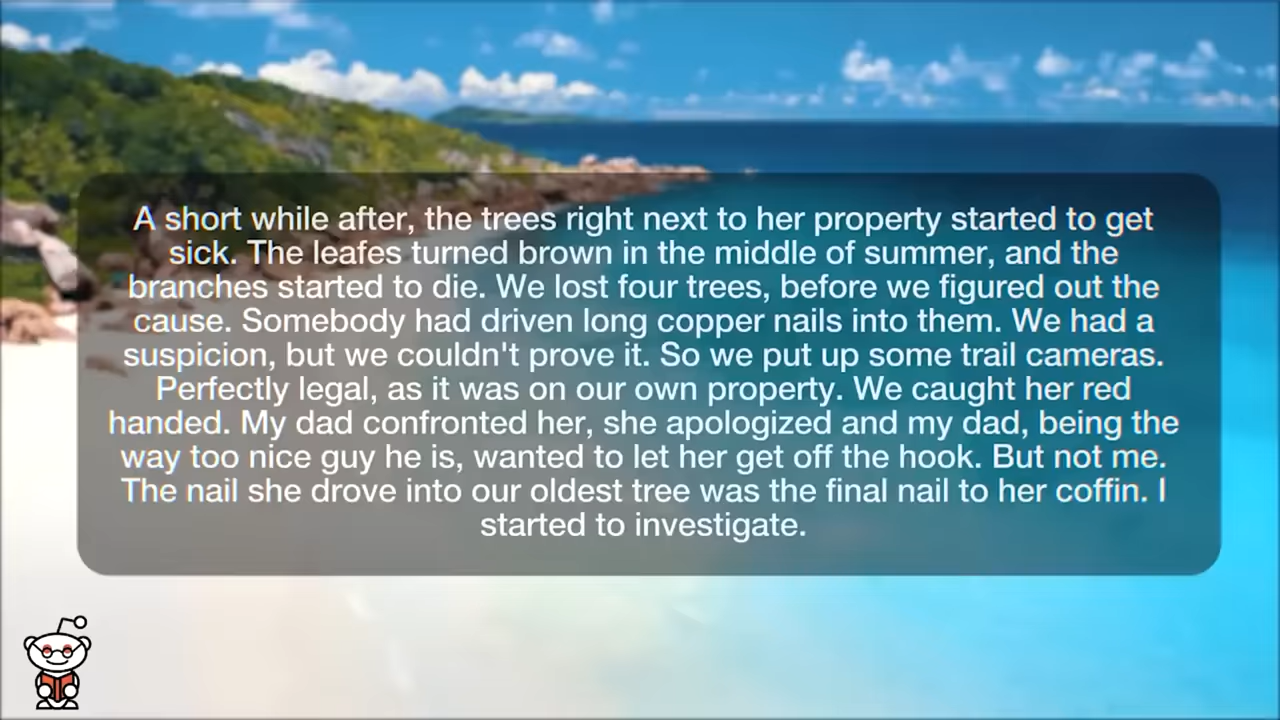 A short while after, the trees right next to her property started to get
sick. The leafes turned brown in the middle of summer, and the
branches started to die. We lost four trees, before we figured out the
cause. Somebody had driven long copper nails into them. We had a
suspicion, but we couldn't prove it. So we put up some trail cameras.
Perfectly legal, as it was on our own property. We caught her red
handed. My dad confronted her, she apologized and my dad, being the
way too nice guy he is, wanted to let her get off the hook. But not me.
The nail she drove into our oldest tree was the final nail to her coffin. I
started to investigate.